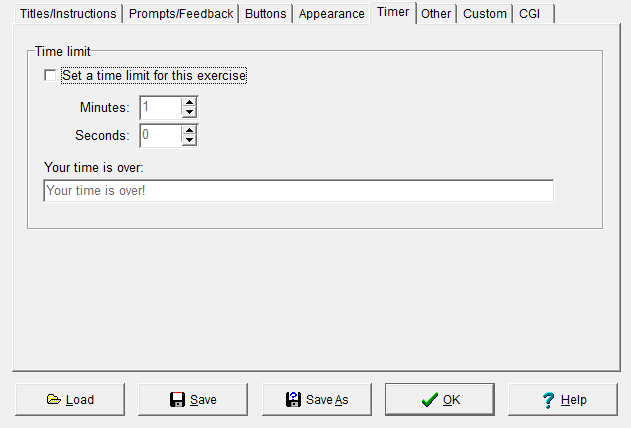 Titles/Instructions Prompts/Feedback Buttons Appearance Timer Other Custom CGI
Time limit
Set a time limit for this exercise
Minutes: 1
Seconds: 0
Your time is over:
Your time is over!
Load Save Save As OK Help